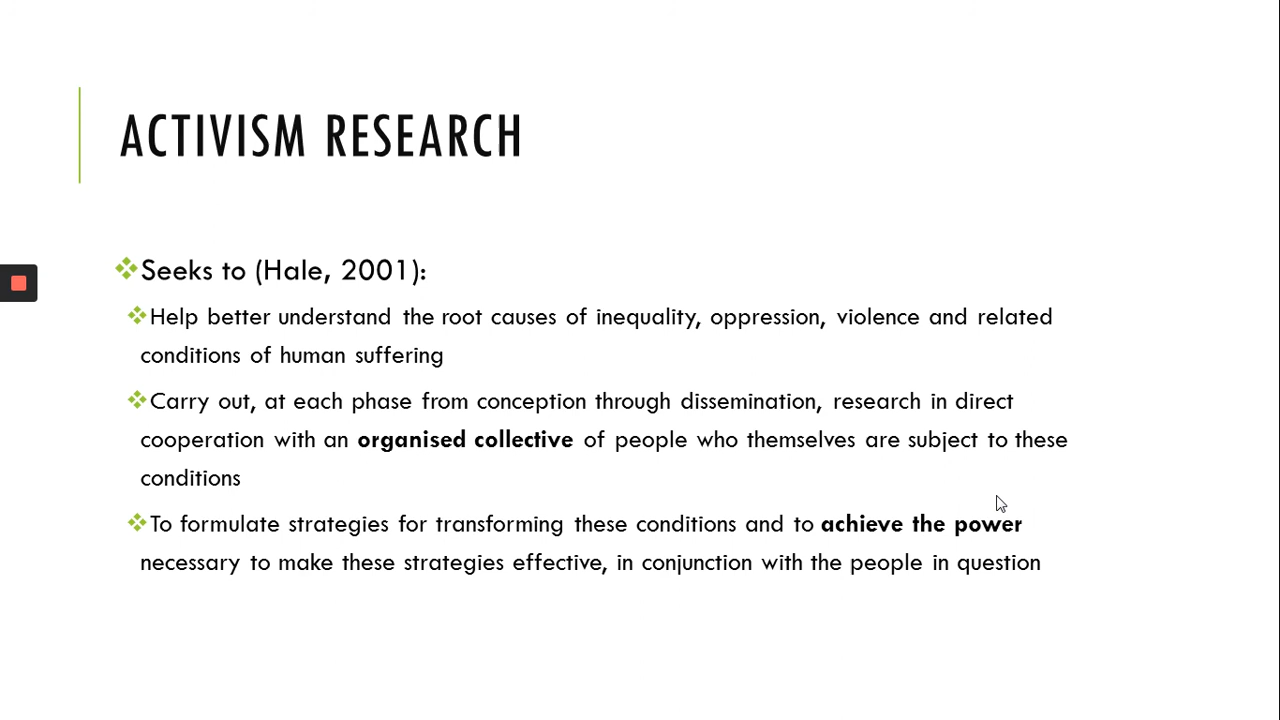 ACTIVISM RESEARCH
Seeks to (Hale, 2001):
Help better understand the root causes of inequality, oppression, violence and related
conditions of human suffering
Carry out, at each phase from conception through dissemination, research in direct
cooperation with an organised collective of people who themselves are subject to these
conditions
To formulate strategies for transforming these conditions and to achieve the power
necessary to make these strategies effective, in conjunction with the people in question